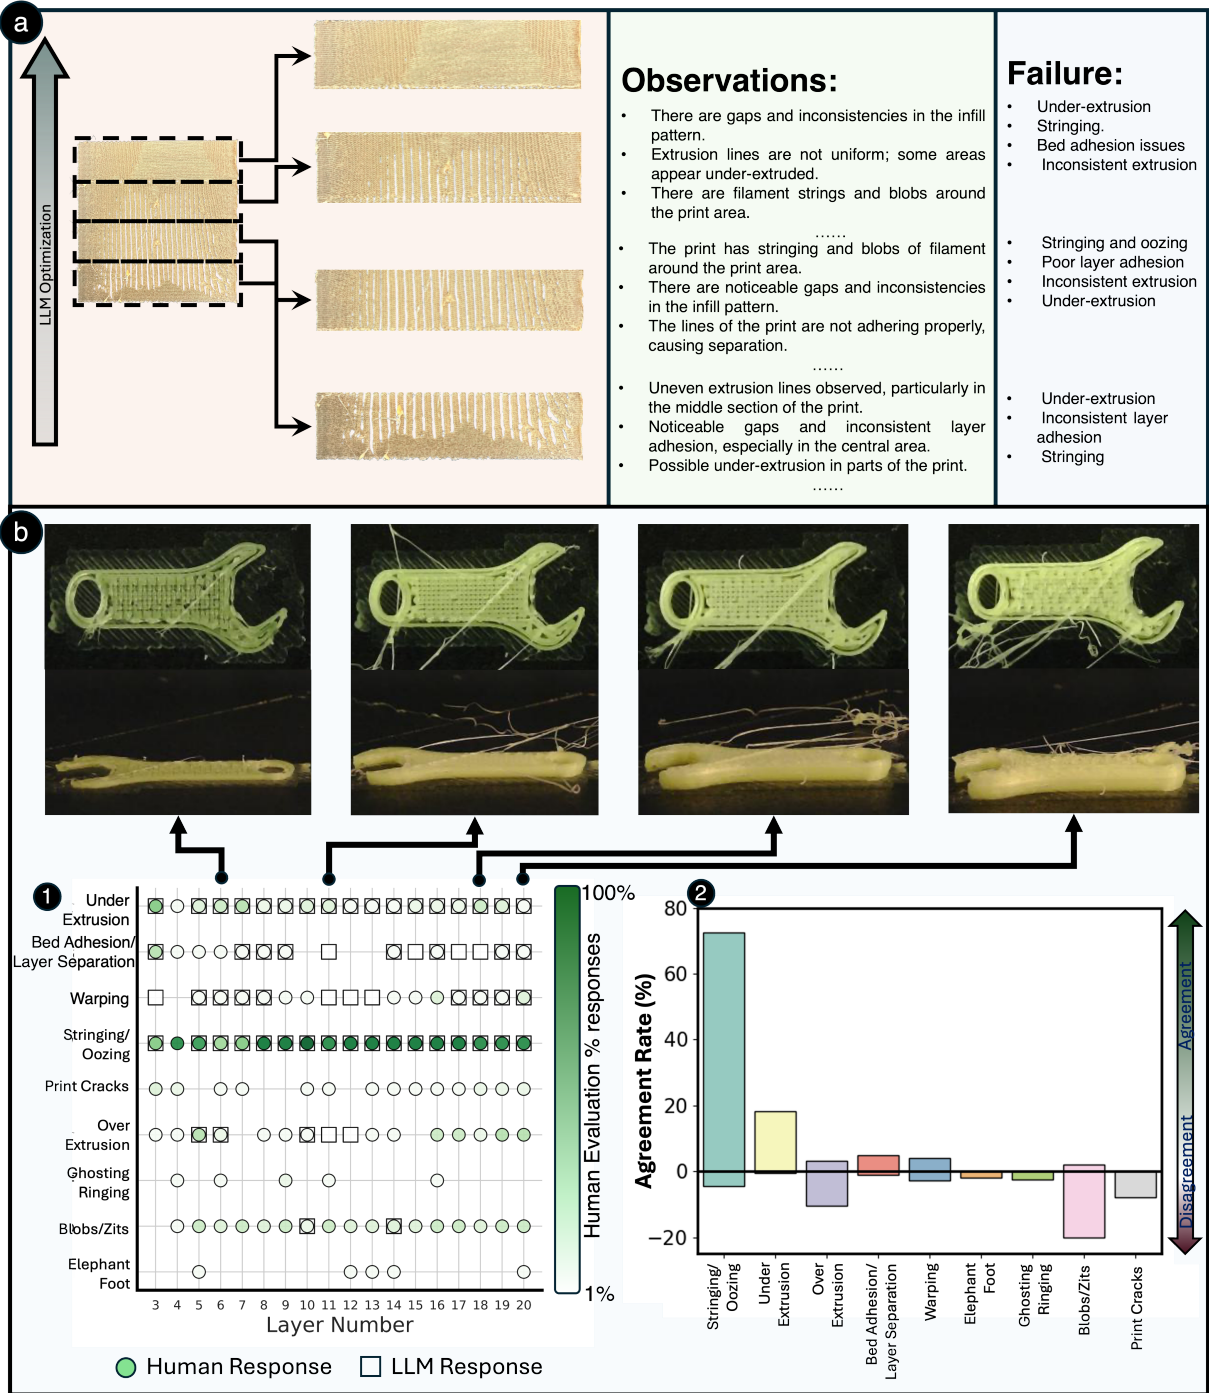 a
LLM Optimization
Observations:
• There are gaps and inconsistencies in the infill
pattern.
• Extrusion lines are not uniform; some areas
appear under-extruded.
• There are filament strings and blobs around
the print area.
......
• The print has stringing and blobs of filament
around the print area.
• There are noticeable gaps and inconsistencies
in the infill pattern.
• The lines of the print are not adhering properly,
causing separation.
......
• Uneven extrusion lines observed, particularly in
the middle section of the print.
• Noticeable gaps and inconsistent layer
adhesion, especially in the central area.
• Possible under-extrusion in parts of the print.
......
Failure:
• Under-extrusion
• Stringing.
• Bed adhesion issues
• Inconsistent extrusion
• Stringing and oozing
• Poor layer adhesion
• Inconsistent extrusion
• Under-extrusion
• Under-extrusion
• Inconsistent layer
adhesion
• Stringing
b
1
Under
Extrusion
Bed Adhesion/
Layer Separation
Warping
Stringing/
Oozing
Print Cracks
Over
Extrusion
Ghosting
Ringing
Blobs/Zits
Elephant
Foot
3 4 5 6 7 8 9 10 11 12 13 14 15 16 17 18 19 20
Layer Number
Human Response
LLM Response
100%
Human Evaluation % responses
1%
2
Agreement Rate (%)
80
60
40
20
0
−20
Stringing/
Oozing
Under
Extrusion
Over
Extrusion
Bed Adhesion/
Layer Separation
Warping
Elephant
Foot
Ghosting
Ringing
Blobs/Zits
Print Cracks
Agreement
Disagreement